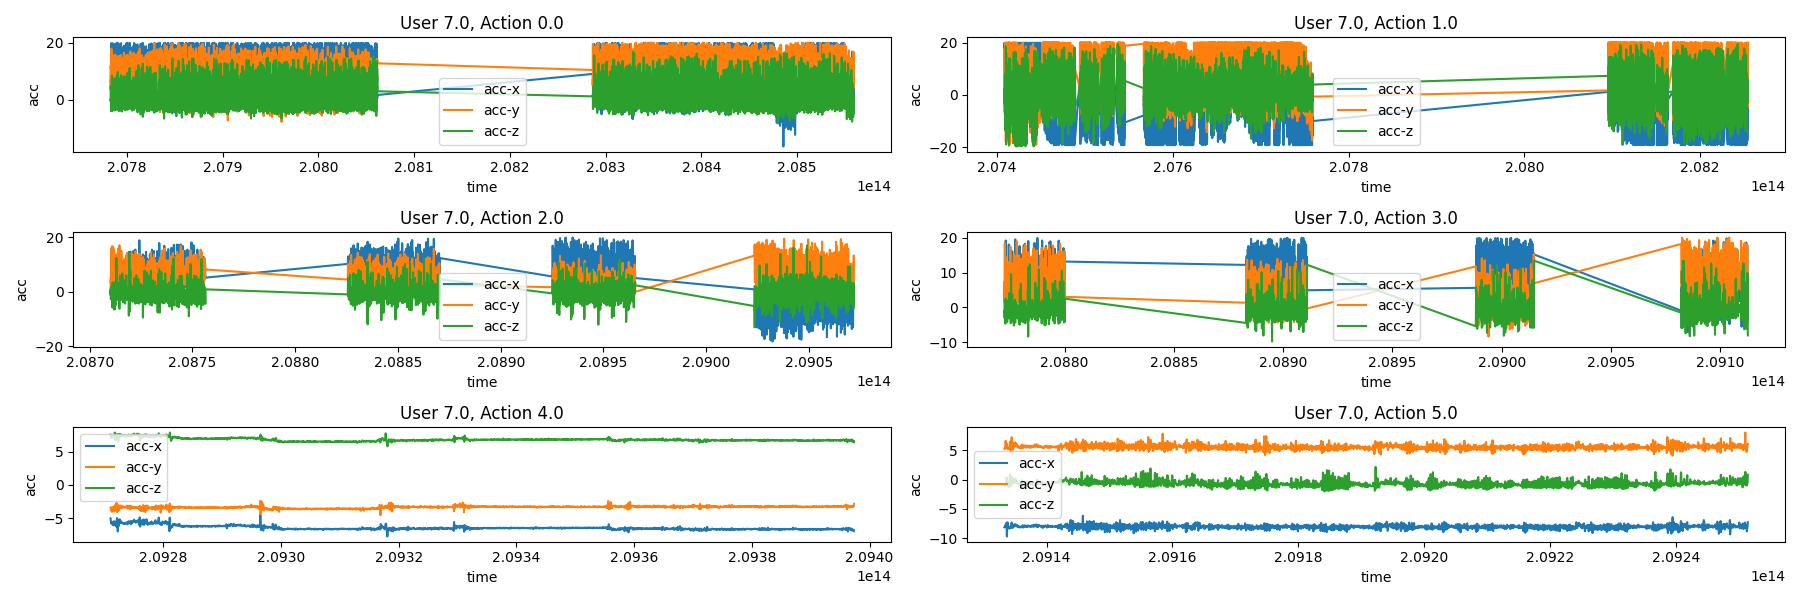 User 7.0, Action 0.0
20
0
acc
acc-x
acc-y
acc-z
2.078 2.079 2.080 2.081 2.082 2.083 2.084 2.085
time
1e14
User 7.0, Action 1.0
20
10
0
−10
−20
acc
acc-x
acc-y
acc-z
2.074 2.076 2.078 2.080 2.082
time
1e14
User 7.0, Action 2.0
20
0
−20
acc
acc-x
acc-y
acc-z
2.0870 2.0875 2.0880 2.0885 2.0890 2.0895 2.0900 2.0905
time
1e14
User 7.0, Action 3.0
20
10
0
−10
acc
acc-x
acc-y
acc-z
2.0880 2.0885 2.0890 2.0895 2.0900 2.0905 2.0910
time
1e14
User 7.0, Action 4.0
5
0
−5
acc
acc-x
acc-y
acc-z
2.0928 2.0930 2.0932 2.0934 2.0936 2.0938 2.0940
time
1e14
User 7.0, Action 5.0
5
0
−5
−10
acc
acc-x
acc-y
acc-z
2.0914 2.0916 2.0918 2.0920 2.0922 2.0924
time
1e14